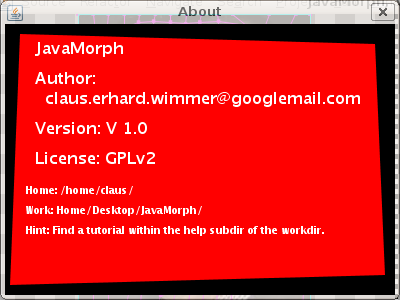 About
JavaMorph
Author:
claus.erhard.wimmer@googlemail.com
Version: V 1.0
License: GPLv2
Home: /home/claus/
Work: Home/Desktop/JavaMorph/
Hint: Find a tutorial within the help subdir of the workdir.